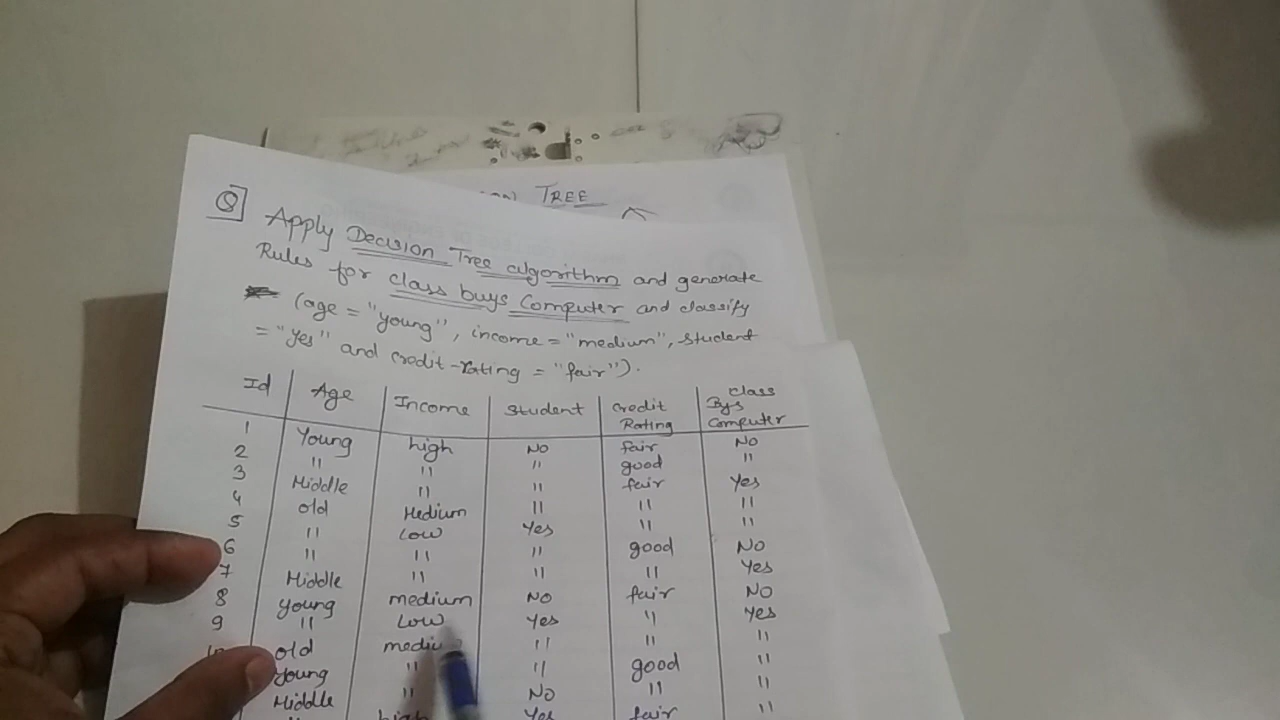 ON TREE
Q] Apply Decision Tree algorithm and generate
Rules for class buys Computer and classify
(age = "young", income = "medium", student
= "Yes" and credit-rating = "fair").
Id Age Income Student Credit Rating class Bys Computer
1 Young high No fair No
2 " " " good "
3 Middle " " fair Yes
4 old Medium " " "
5 " Low Yes " "
6 " " " good No
7 Middle " " " Yes
8 young medium No fair No
9 " Low Yes " Yes
old " " "
Young " " good "
Middle " No " "
Yes fair "